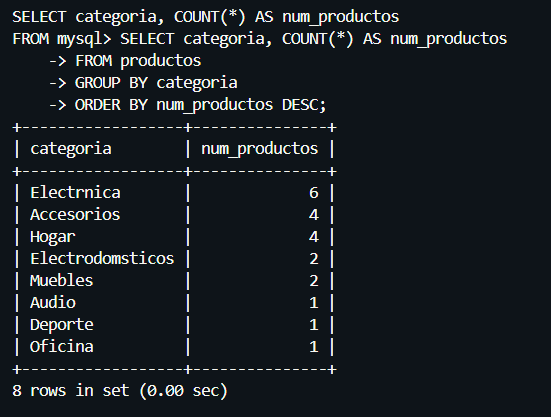 SELECT categoria, COUNT(*) AS num_productos
FROM mysql> SELECT categoria, COUNT(*) AS num_productos
    -> FROM productos
    -> GROUP BY categoria
    -> ORDER BY num_productos DESC;
+------------------+---------------+
| categoria        | num_productos |
+------------------+---------------+
| Electrnica       |             6 |
| Accesorios       |             4 |
| Hogar            |             4 |
| Electrodomsticos |             2 |
| Muebles          |             2 |
| Audio            |             1 |
| Deporte          |             1 |
| Oficina          |             1 |
+------------------+---------------+
8 rows in set (0.00 sec)